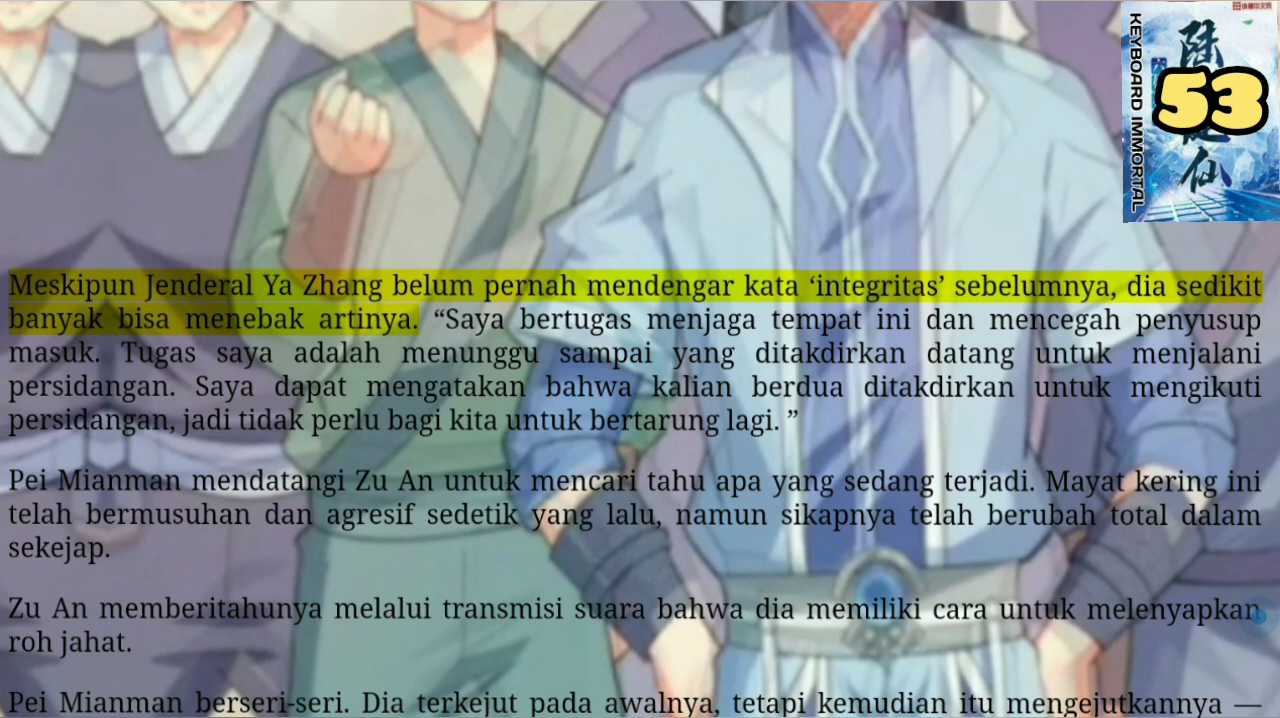 KEYBOARD IMMORTAL
53
仙
Meskipun Jenderal Ya Zhang belum pernah mendengar kata ‘integritas’ sebelumnya, dia sedikit
banyak bisa menebak artinya. “Saya bertugas menjaga tempat ini dan mencegah penyusup
masuk. Tugas saya adalah menunggu sampai yang ditakdirkan datang untuk menjalani
persidangan. Saya dapat mengatakan bahwa kalian berdua ditakdirkan untuk mengikuti
persidangan, jadi tidak perlu bagi kita untuk bertarung lagi. ”
Pei Mianman mendatangi Zu An untuk mencari tahu apa yang sedang terjadi. Mayat kering ini
telah bermusuhan dan agresif sedetik yang lalu, namun sikapnya telah berubah total dalam
sekejap.
Zu An memberitahunya melalui transmisi suara bahwa dia memiliki cara untuk melenyapkan
roh jahat.
Pei Mianman berseri-seri. Dia terkejut pada awalnya, tetapi kemudian itu mengejutkannya —